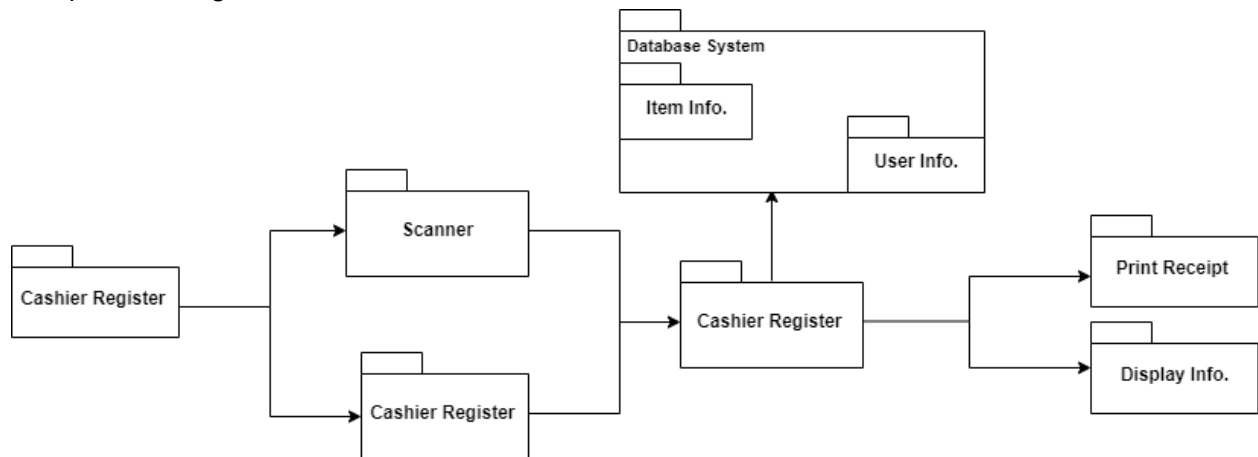 Database System
Item Info.
User Info.
Scanner
Cashier Register
Cashier Register
Cashier Register
Print Receipt
Display Info.